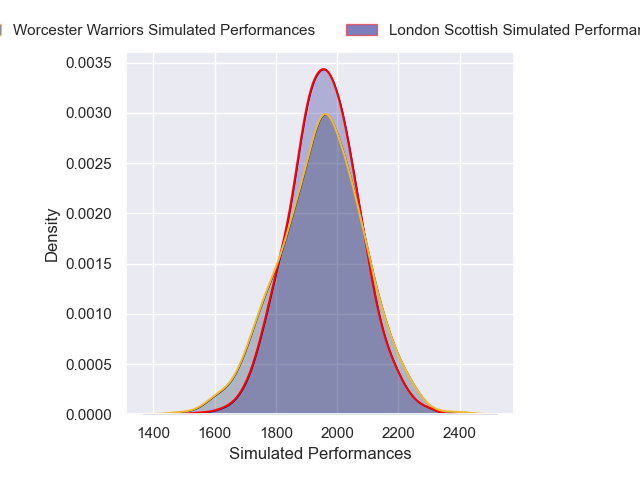 Worcester Warriors Simulated Performances
London Scottish Simulated
0.0035
0.0030
0.0025
0.0020
0.0015
0.0010
0.0005
0.0000
Density
1400 1600 1800 2000 2200 2400
Simulated Performances